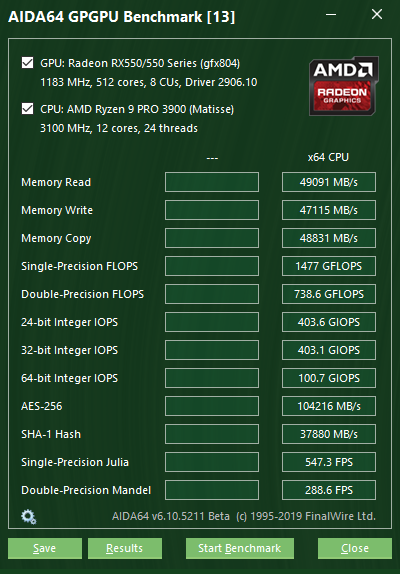 AIDA64 GPGPU Benchmark [13]
GPU: Radeon RX550/550 Series (gfx804)
1183 MHz, 512 cores, 8 CUs, Driver 2906.10
CPU: AMD Ryzen 9 PRO 3900 (Matisse)
3100 MHz, 12 cores, 24 threads
AMD
RADEON
GRAPHICS
--- x64 CPU
Memory Read 49091 MB/s
Memory Write 47115 MB/s
Memory Copy 48831 MB/s
Single-Precision FLOPS 1477 GFLOPS
Double-Precision FLOPS 738.6 GFLOPS
24-bit Integer IOPS 403.6 GIOPS
32-bit Integer IOPS 403.1 GIOPS
64-bit Integer IOPS 100.7 GIOPS
AES-256 104216 MB/s
SHA-1 Hash 37880 MB/s
Single-Precision Julia 547.3 FPS
Double-Precision Mandel 288.6 FPS
AIDA64 v6.10.5211 Beta (c) 1995-2019 FinalWire Ltd.
Save Results Start Benchmark Close